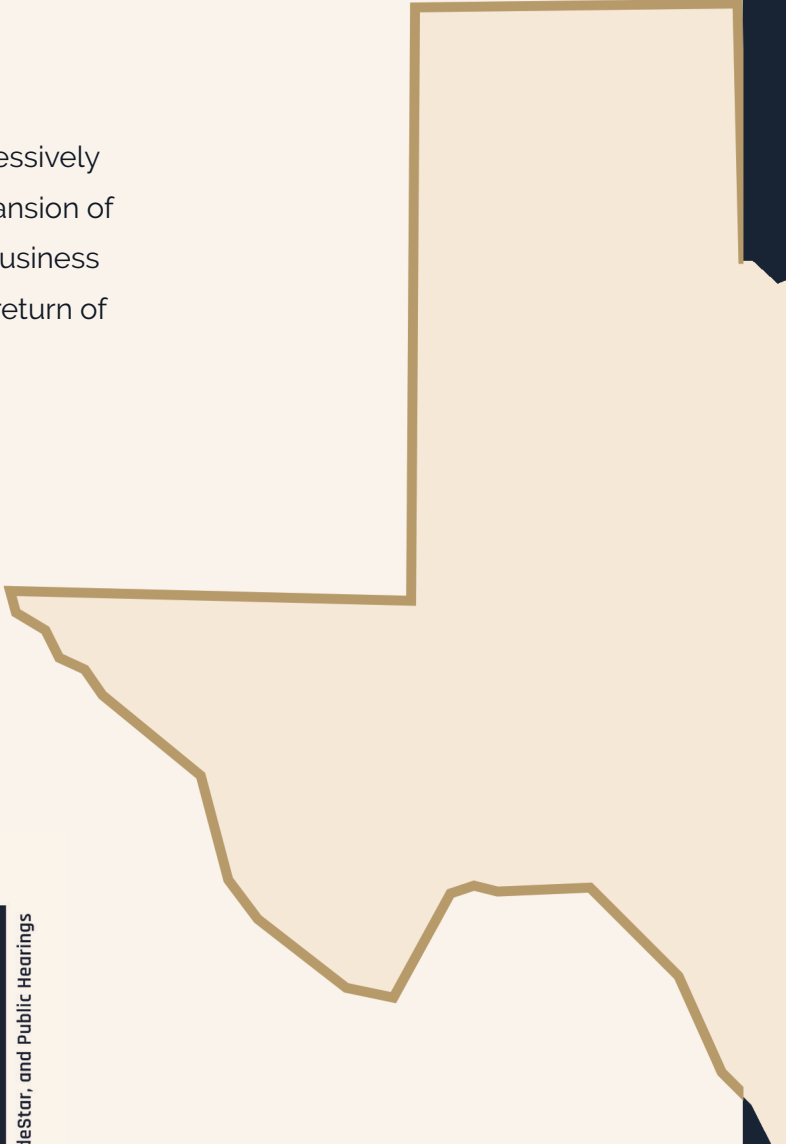 essively
ansion of
usiness
return of
deStar, and Public Hearings